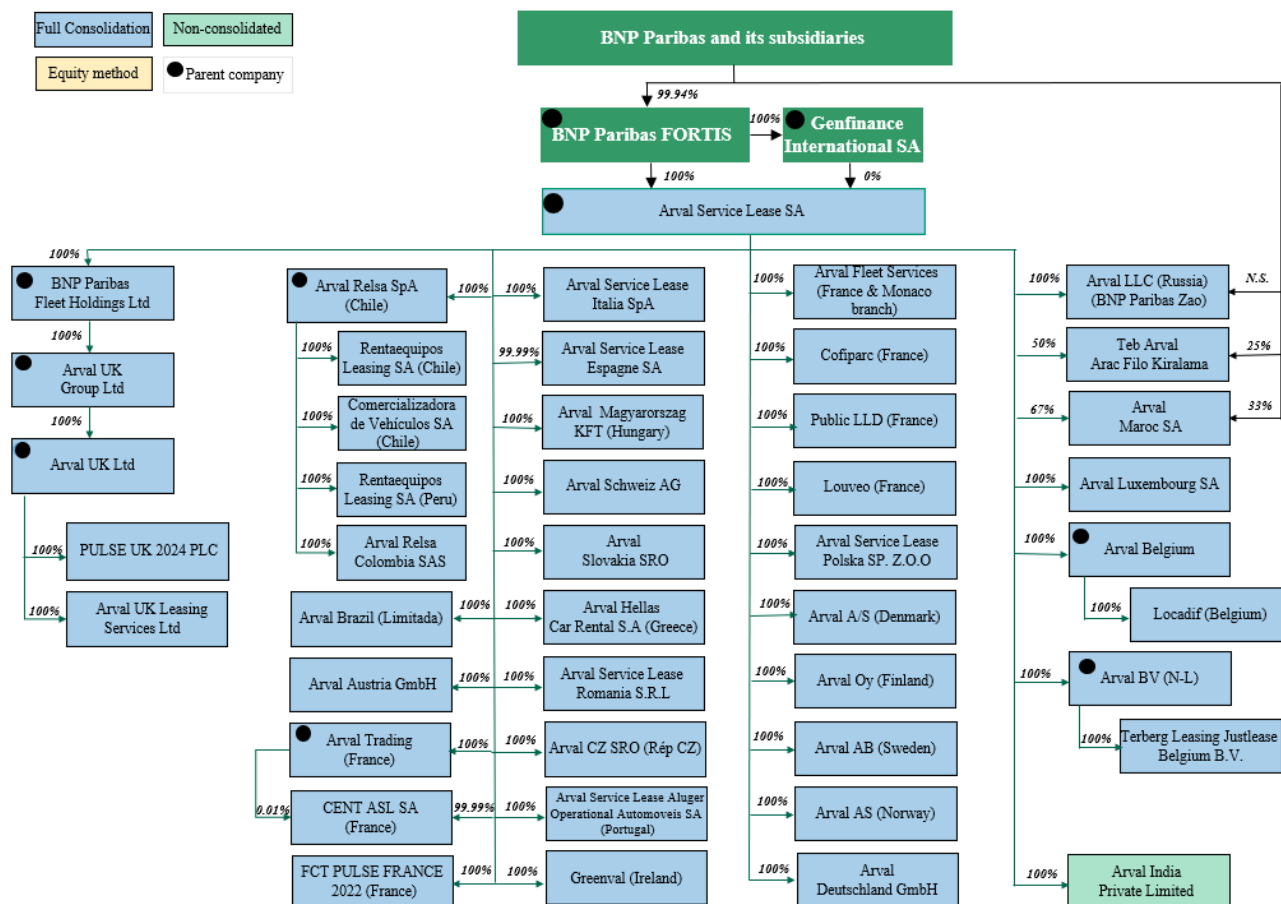 Full Consolidation
Non-consolidated
Equity method
Parent company
BNP Paribas and its subsidiaries
99.94%
BNP Paribas FORTIS
100%
Genfinance
International SA
100%
0%
Arval Service Lease SA
100%
BNP Paribas
Fleet Holdings Ltd
100%
Arval UK
Group Ltd
100%
Arval UK Ltd
100%
PULSE UK 2024 PLC
100%
Arval UK Leasing
Services Ltd
Arval Relsa SpA
(Chile)
100%
100%
Rentaequipos
Leasing SA (Chile)
100%
Comercializadora
de Vehículos SA
(Chile)
100%
Rentaequipos
Leasing SA (Peru)
100%
Arval Relsa
Colombia SAS
Arval Brazil (Limitada)
100%
Arval Austria GmbH
100%
Arval Trading
(France)
100%
0.01%
CENT ASL SA
(France)
99.99%
FCT PULSE FRANCE
2022 (France)
100%
100%
Arval Service Lease
Italia SpA
99.99%
Arval Service Lease
Espagne SA
100%
Arval Magyarorszag
KFT (Hungary)
100%
Arval Schweiz AG
100%
Arval
Slovakia SRO
100%
Arval Hellas
Car Rental S.A (Greece)
100%
Arval Service Lease
Romania S.R.L
100%
Arval CZ SRO (Rép CZ)
100%
Arval Service Lease Aluger
Operational Automoveis SA
(Portugal)
100%
Greenval (Ireland)
100%
Arval Fleet Services
(France & Monaco
branch)
100%
Cofiparc (France)
100%
Public LLD (France)
100%
Louveo (France)
100%
Arval Service Lease
Polska SP. Z.O.O
100%
Arval A/S (Denmark)
100%
Arval Oy (Finland)
100%
Arval AB (Sweden)
100%
Arval AS (Norway)
100%
Arval
Deutschland GmbH
100%
Arval LLC (Russia)
(BNP Paribas Zao)
N.S.
50%
Teb Arval
Arac Filo Kiralama
25%
67%
Arval
Maroc SA
33%
100%
Arval Luxembourg SA
100%
Arval Belgium
100%
Locadif (Belgium)
100%
Arval BV (N-L)
100%
Terberg Leasing Justlease
Belgium B.V.
100%
Arval India
Private Limited